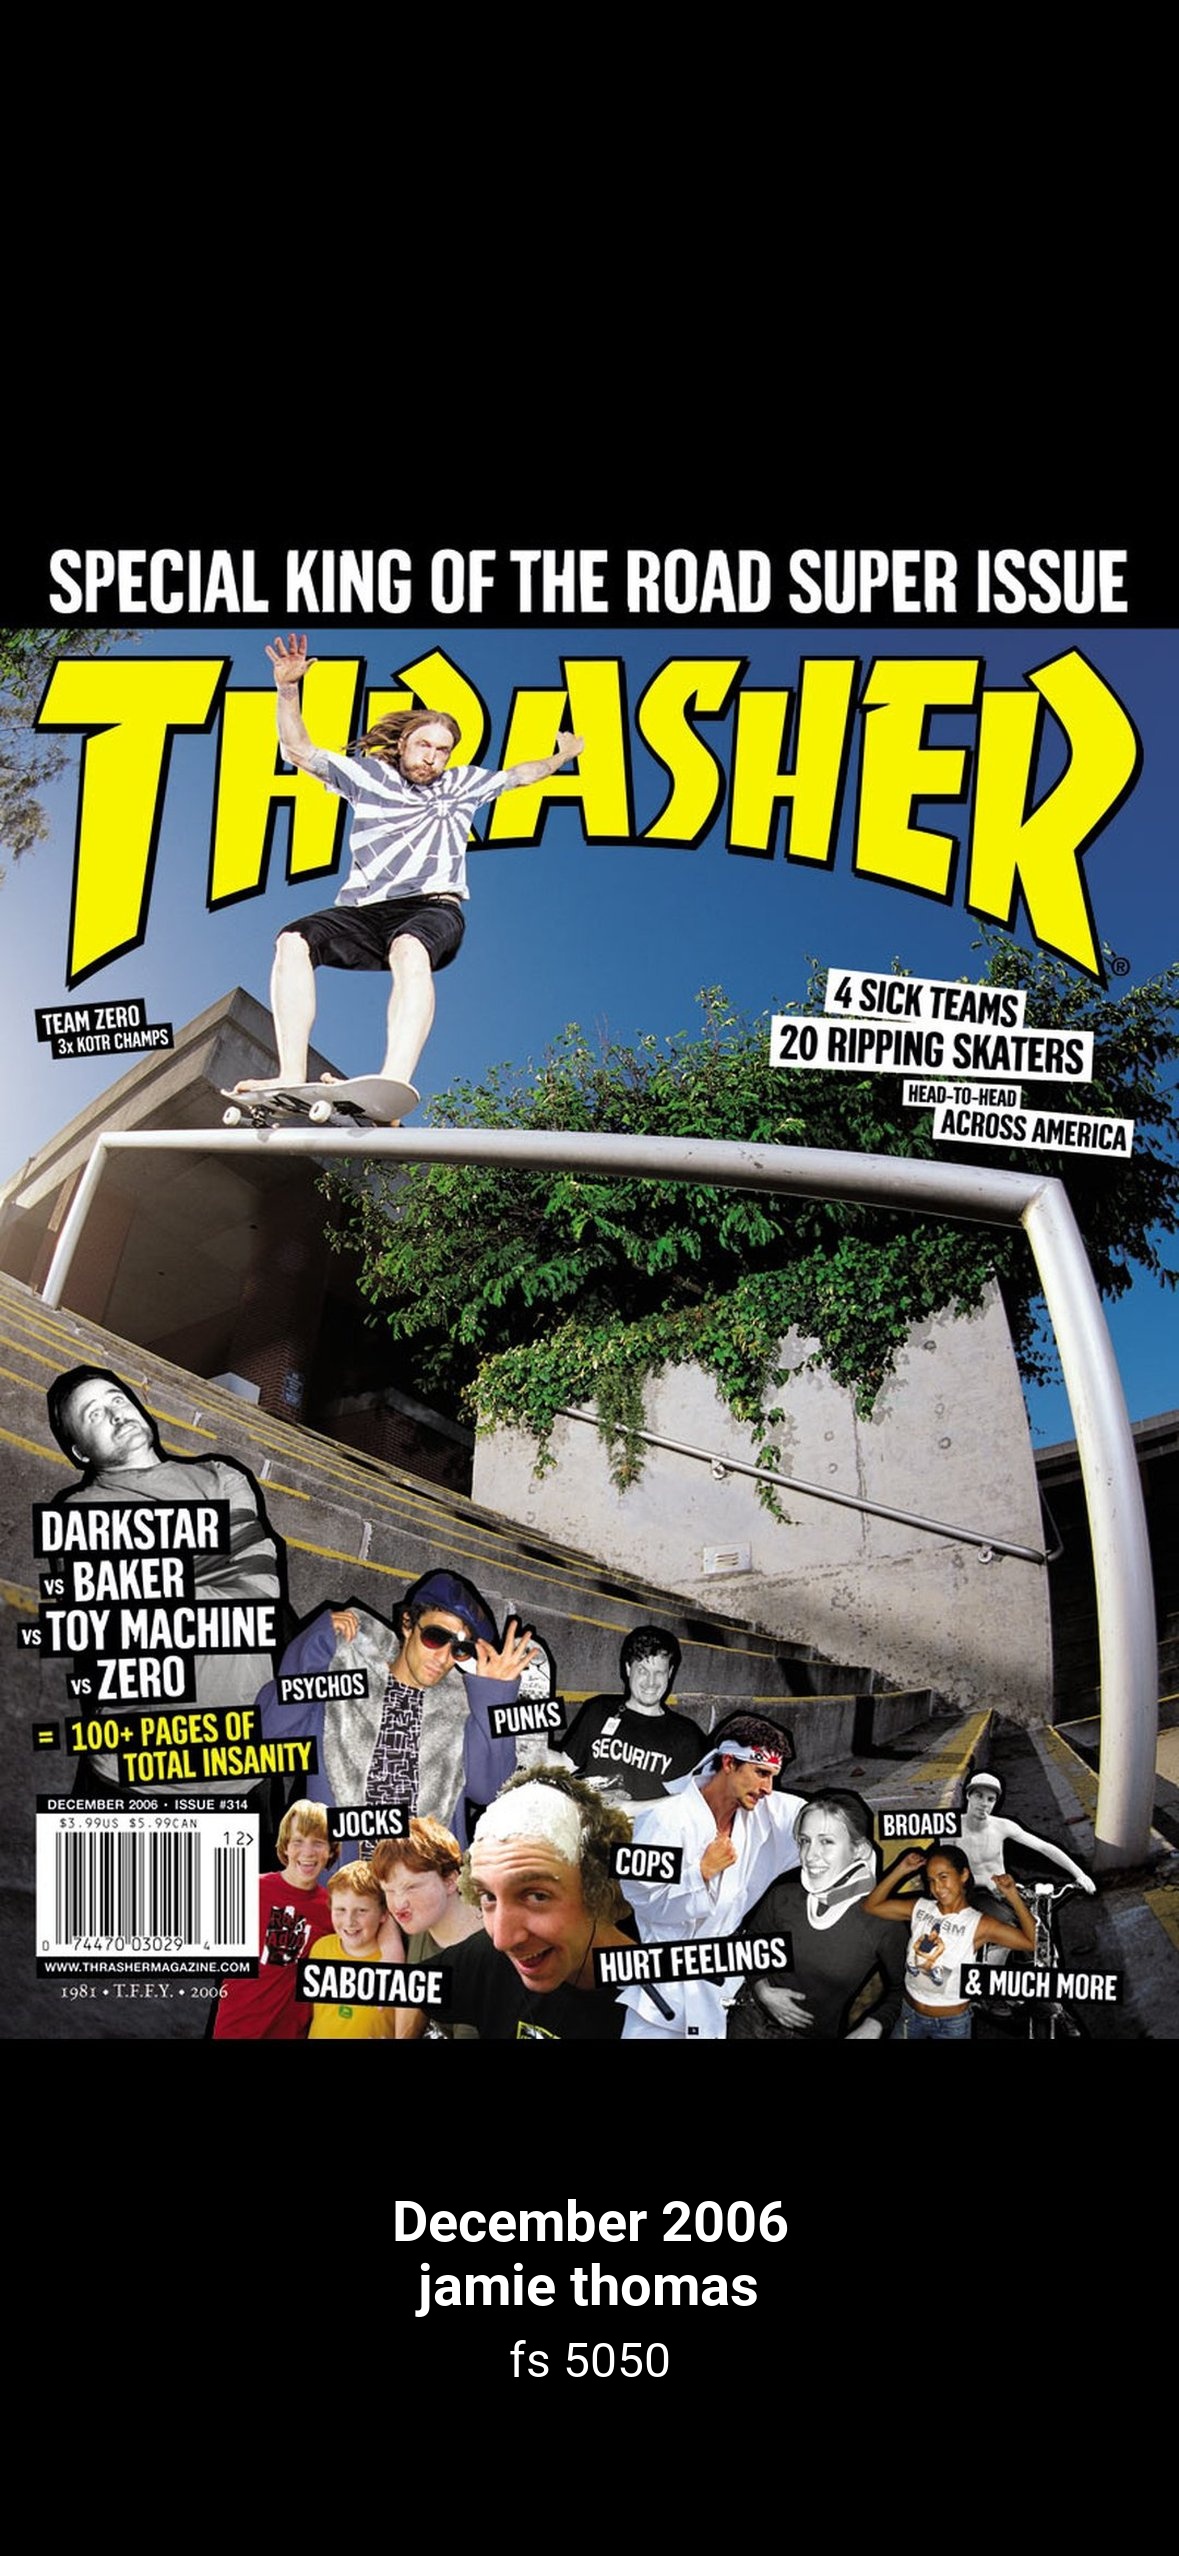 SPECIAL KING OF THE ROAD SUPER ISSUE
THRASHER
®
TEAM ZERO
3X KOTR CHAMPS
4 SICK TEAMS
20 RIPPING SKATERS
HEAD-TO-HEAD
ACROSS AMERICA
DARKSTAR
VS BAKER
VS TOY MACHINE
VS ZERO
= 100+ PAGES OF
TOTAL INSANITY
PSYCHOS
PUNKS
SECURITY
JOCKS
COPS
BROADS
SABOTAGE
HURT FEELINGS
& MUCH MORE
DECEMBER 2006 • ISSUE #314
$3.99US $5.99CAN
12>
0 74470 03029 4
WWW.THRASHERMAGAZINE.COM
1981 • T.F.F.Y. • 2006
December 2006
jamie thomas
fs 5050